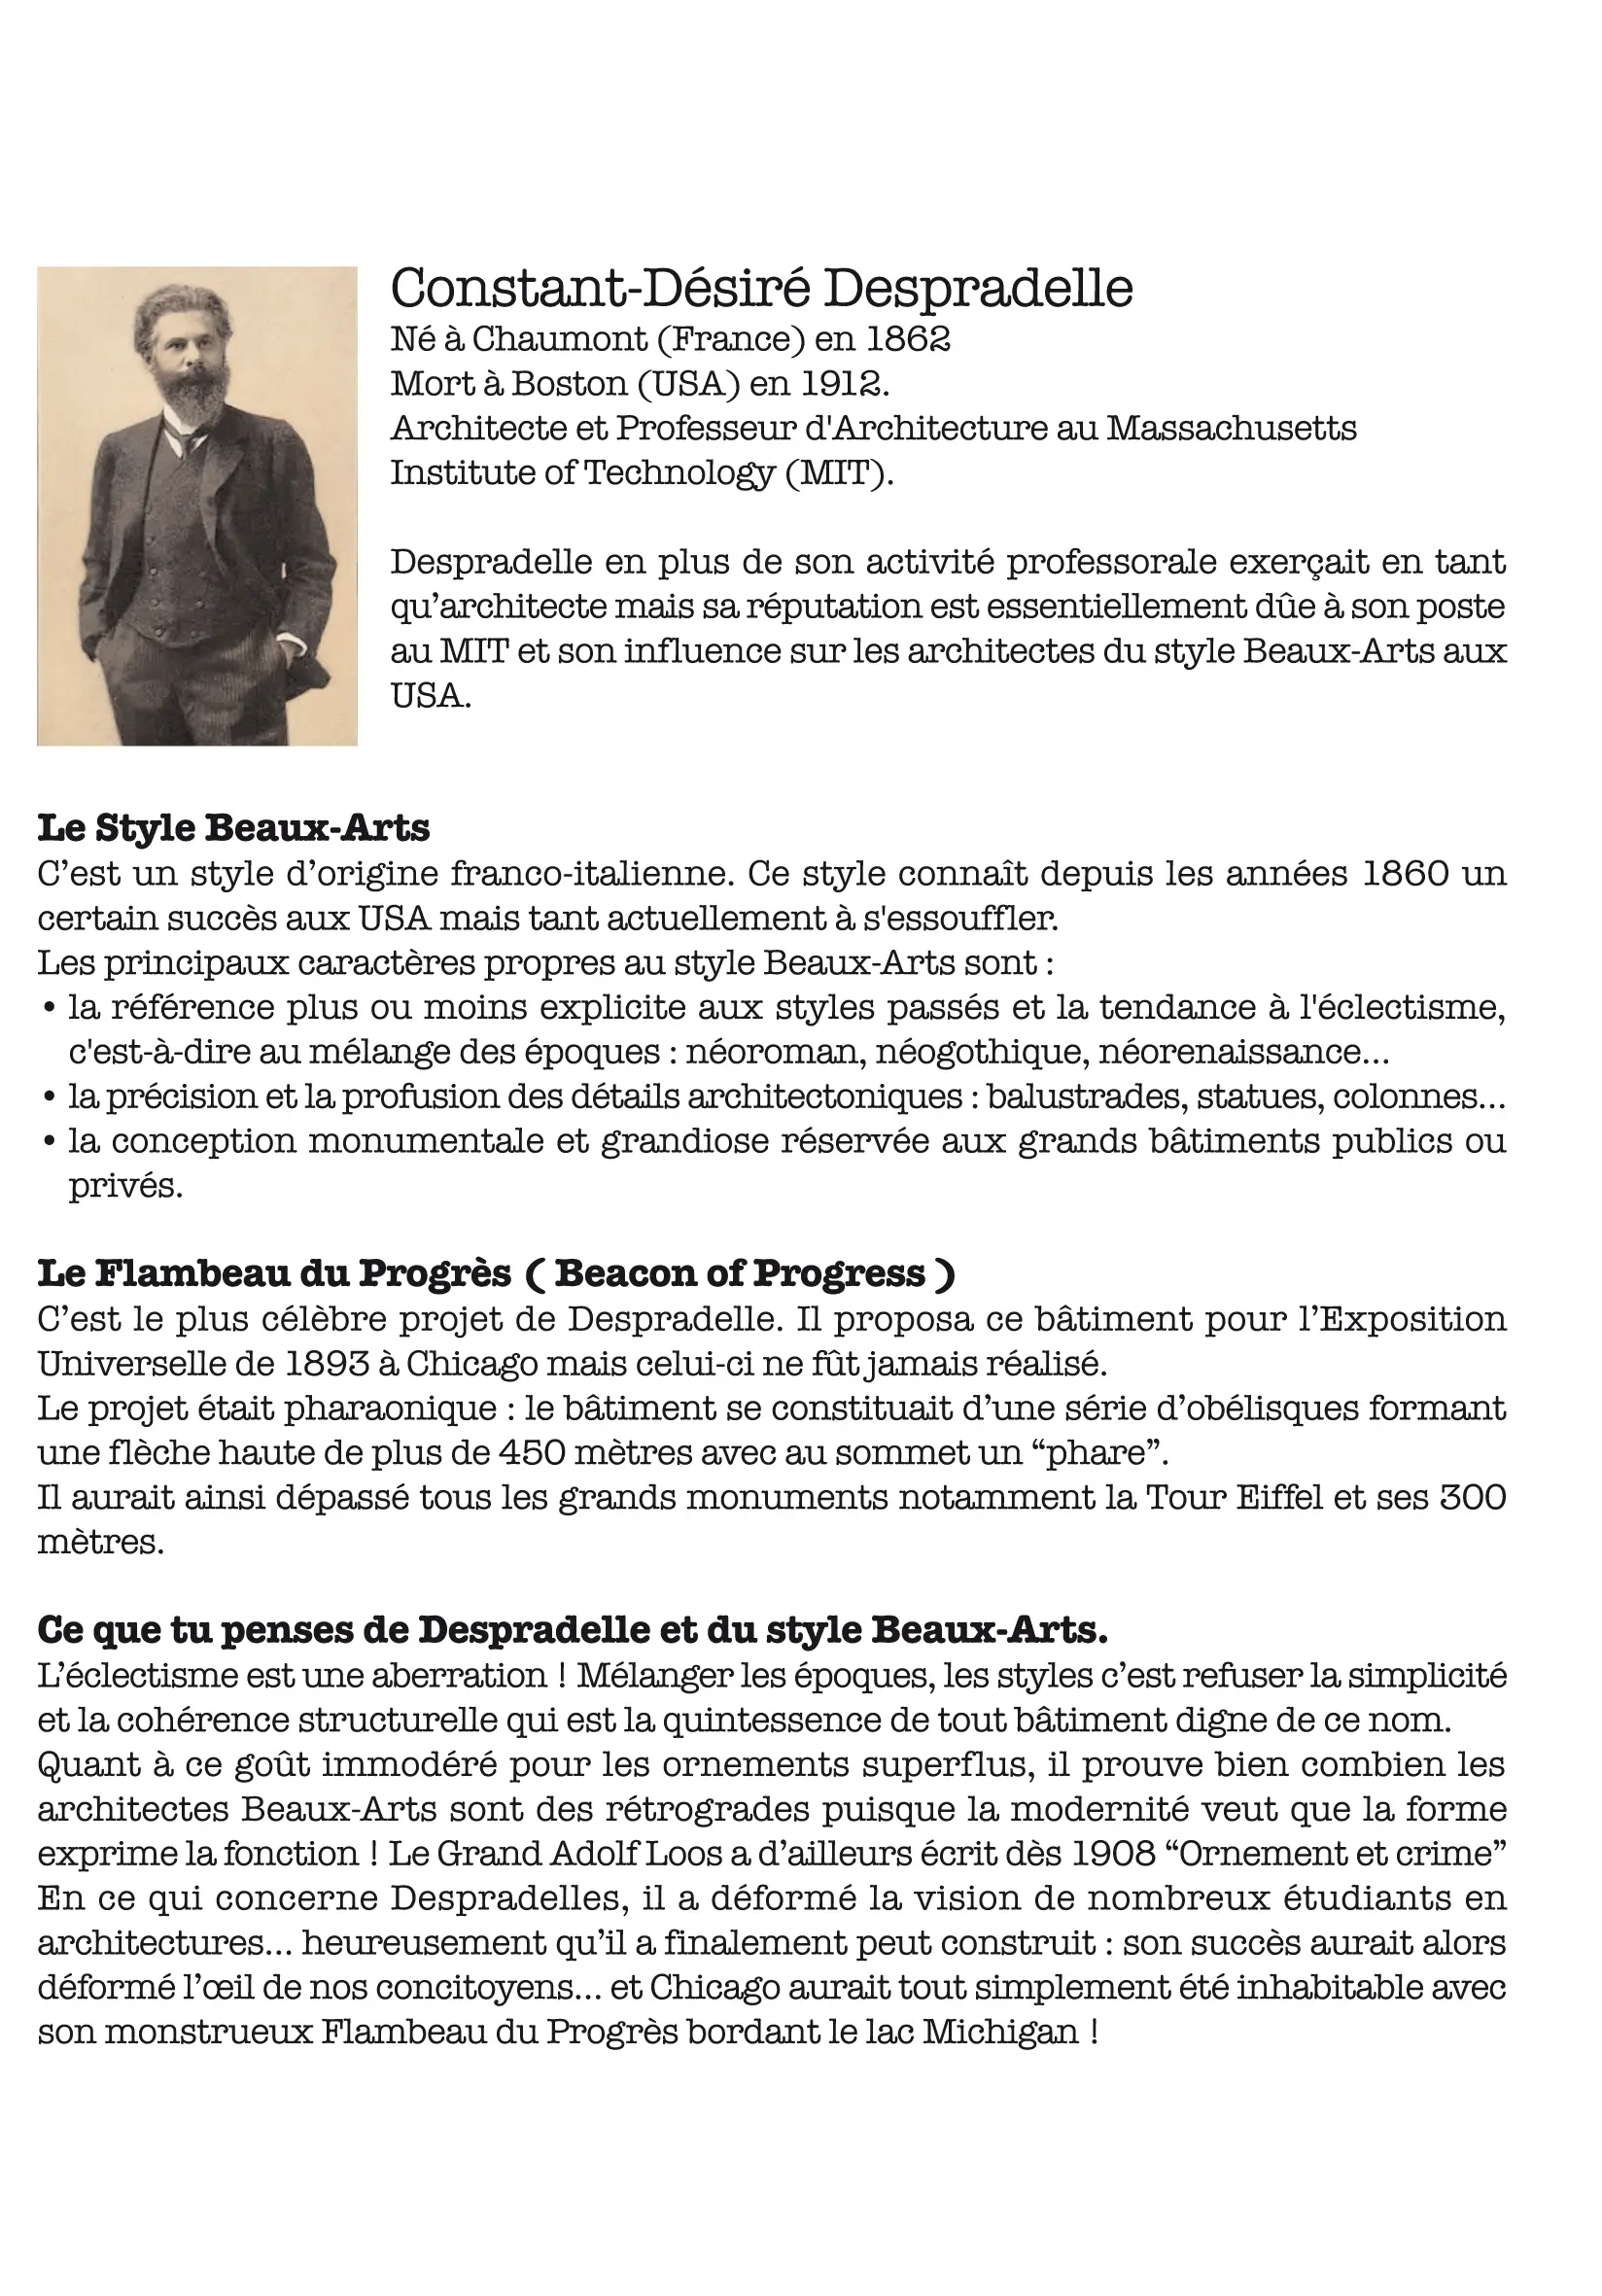 Constant-Désiré Despradelle
Né à Chaumont (France) en 1862
Mort à Boston (USA) en 1912.
Architecte et Professeur d'Architecture au Massachusetts
Institute of Technology (MIT).
Despradelle en plus de son activité professorale exerçait en tant
qu’architecte mais sa réputation est essentiellement dûe à son poste
au MIT et son influence sur les architectes du style Beaux-Arts aux
USA.
Le Style Beaux-Arts
C’est un style d’origine franco-italienne. Ce style connaît depuis les années 1860 un
certain succès aux USA mais tant actuellement à s'essouffler.
Les principaux caractères propres au style Beaux-Arts sont :
• la référence plus ou moins explicite aux styles passés et la tendance à l'éclectisme,
c'est-à-dire au mélange des époques : néoroman, néogothique, néorenaissance...
• la précision et la profusion des détails architectoniques : balustrades, statues, colonnes...
• la conception monumentale et grandiose réservée aux grands bâtiments publics ou
privés.
Le Flambeau du Progrès ( Beacon of Progress )
C’est le plus célèbre projet de Despradelle. Il proposa ce bâtiment pour l’Exposition
Universelle de 1893 à Chicago mais celui-ci ne fût jamais réalisé.
Le projet était pharaonique : le bâtiment se constituait d’une série d’obélisques formant
une flèche haute de plus de 450 mètres avec au sommet un “phare”.
Il aurait ainsi dépassé tous les grands monuments notamment la Tour Eiffel et ses 300
mètres.
Ce que tu penses de Despradelle et du style Beaux-Arts.
L’éclectisme est une aberration ! Mélanger les époques, les styles c’est refuser la simplicité
et la cohérence structurelle qui est la quintessence de tout bâtiment digne de ce nom.
Quant à ce goût immodéré pour les ornements superflus, il prouve bien combien les
architectes Beaux-Arts sont des rétrogrades puisque la modernité veut que la forme
exprime la fonction ! Le Grand Adolf Loos a d’ailleurs écrit dès 1908 “Ornement et crime”
En ce qui concerne Despradelles, il a déformé la vision de nombreux étudiants en
architectures... heureusement qu’il a finalement peut construit : son succès aurait alors
déformé l’œil de nos concitoyens... et Chicago aurait tout simplement été inhabitable avec
son monstrueux Flambeau du Progrès bordant le lac Michigan !